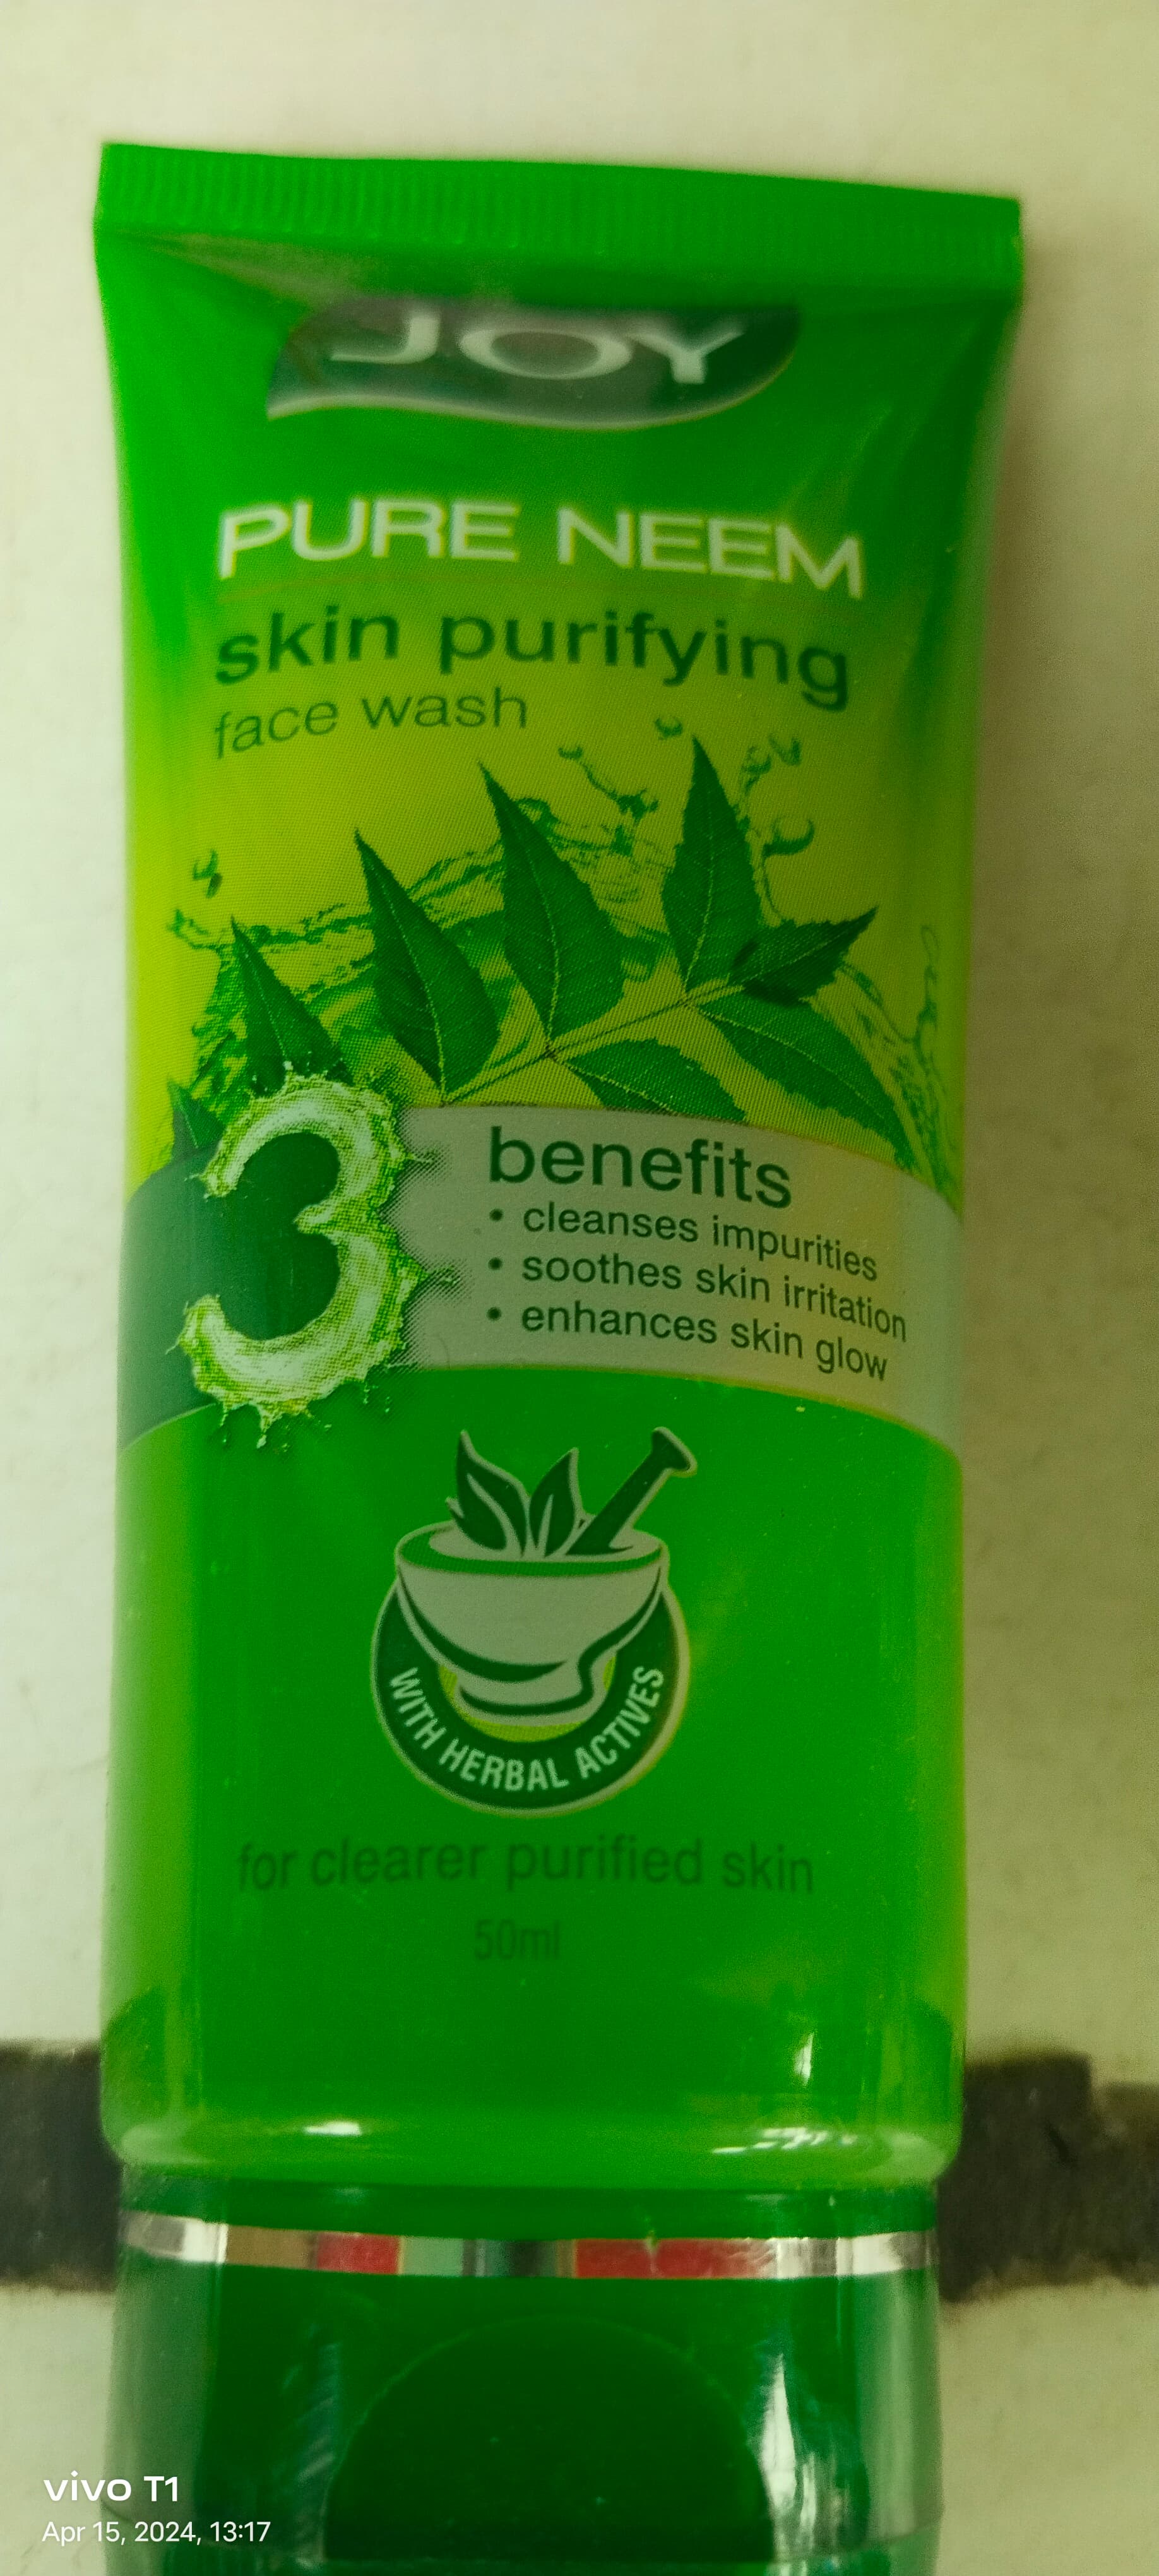 JOY
PURE NEEM
skin purifying
face wash
3
benefits
• cleanses impurities
• soothes skin irritation
• enhances skin glow
WITH HERBAL ACTIVES
for clearer purified skin
50ml
vivo T1
Apr 15, 2024, 13:17